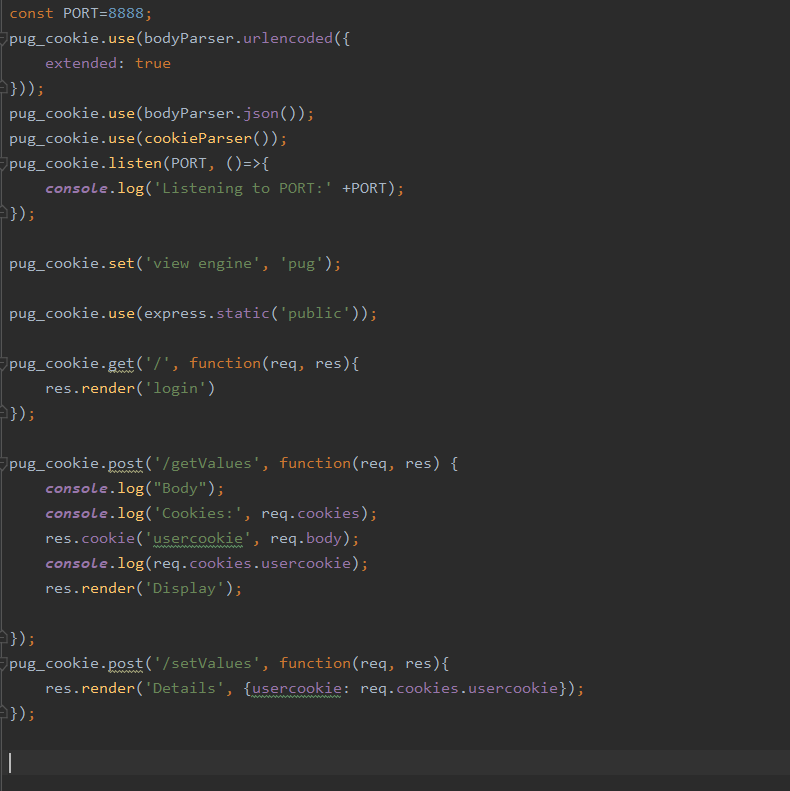 const PORT=8888;
pug_cookie.use(bodyParser.urlencoded({
    extended: true
}));
pug_cookie.use(bodyParser.json());
pug_cookie.use(cookieParser());
pug_cookie.listen(PORT, ()=>{
    console.log('Listening to PORT:' +PORT);
});

pug_cookie.set('view engine', 'pug');

pug_cookie.use(express.static('public'));

pug_cookie.get('/', function(req, res){
    res.render('login')
});

pug_cookie.post('/getValues', function(req, res) {
    console.log("Body");
    console.log('Cookies:', req.cookies);
    res.cookie('usercookie', req.body);
    console.log(req.cookies.usercookie);
    res.render('Display');

});
pug_cookie.post('/setValues', function(req, res){
    res.render('Details', {usercookie: req.cookies.usercookie});
});